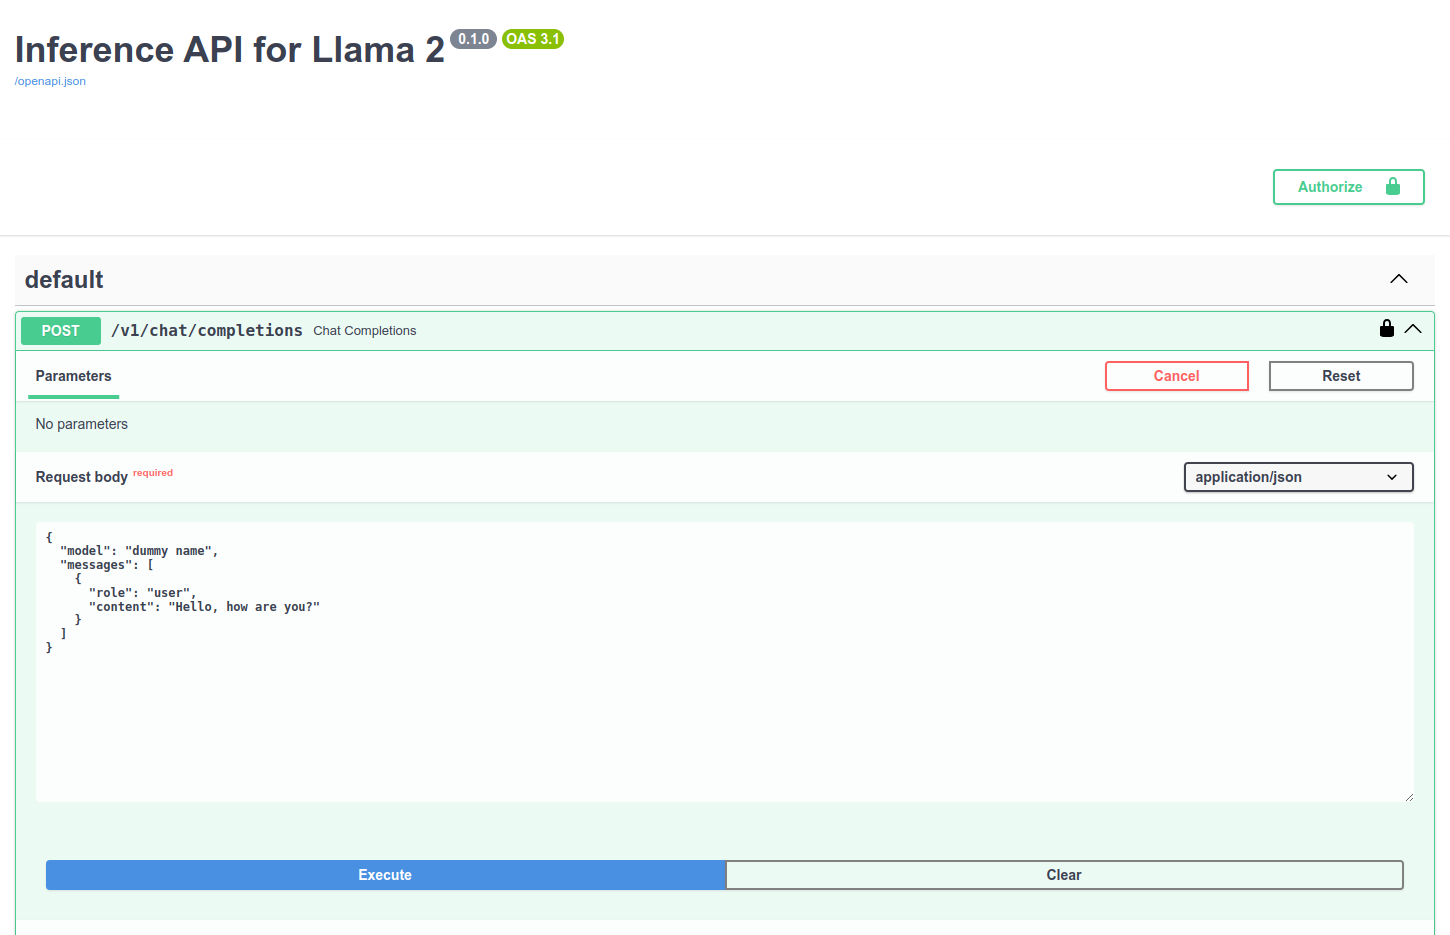 Inference API for Llama 2 0.1.0 OAS 3.1
/openapi.json
Authorize
default
POST /v1/chat/completions Chat Completions
Parameters Cancel Reset
No parameters
Request body required application/json
{
  "model": "dummy name",
  "messages": [
    {
      "role": "user",
      "content": "Hello, how are you?"
    }
  ]
}
Execute Clear